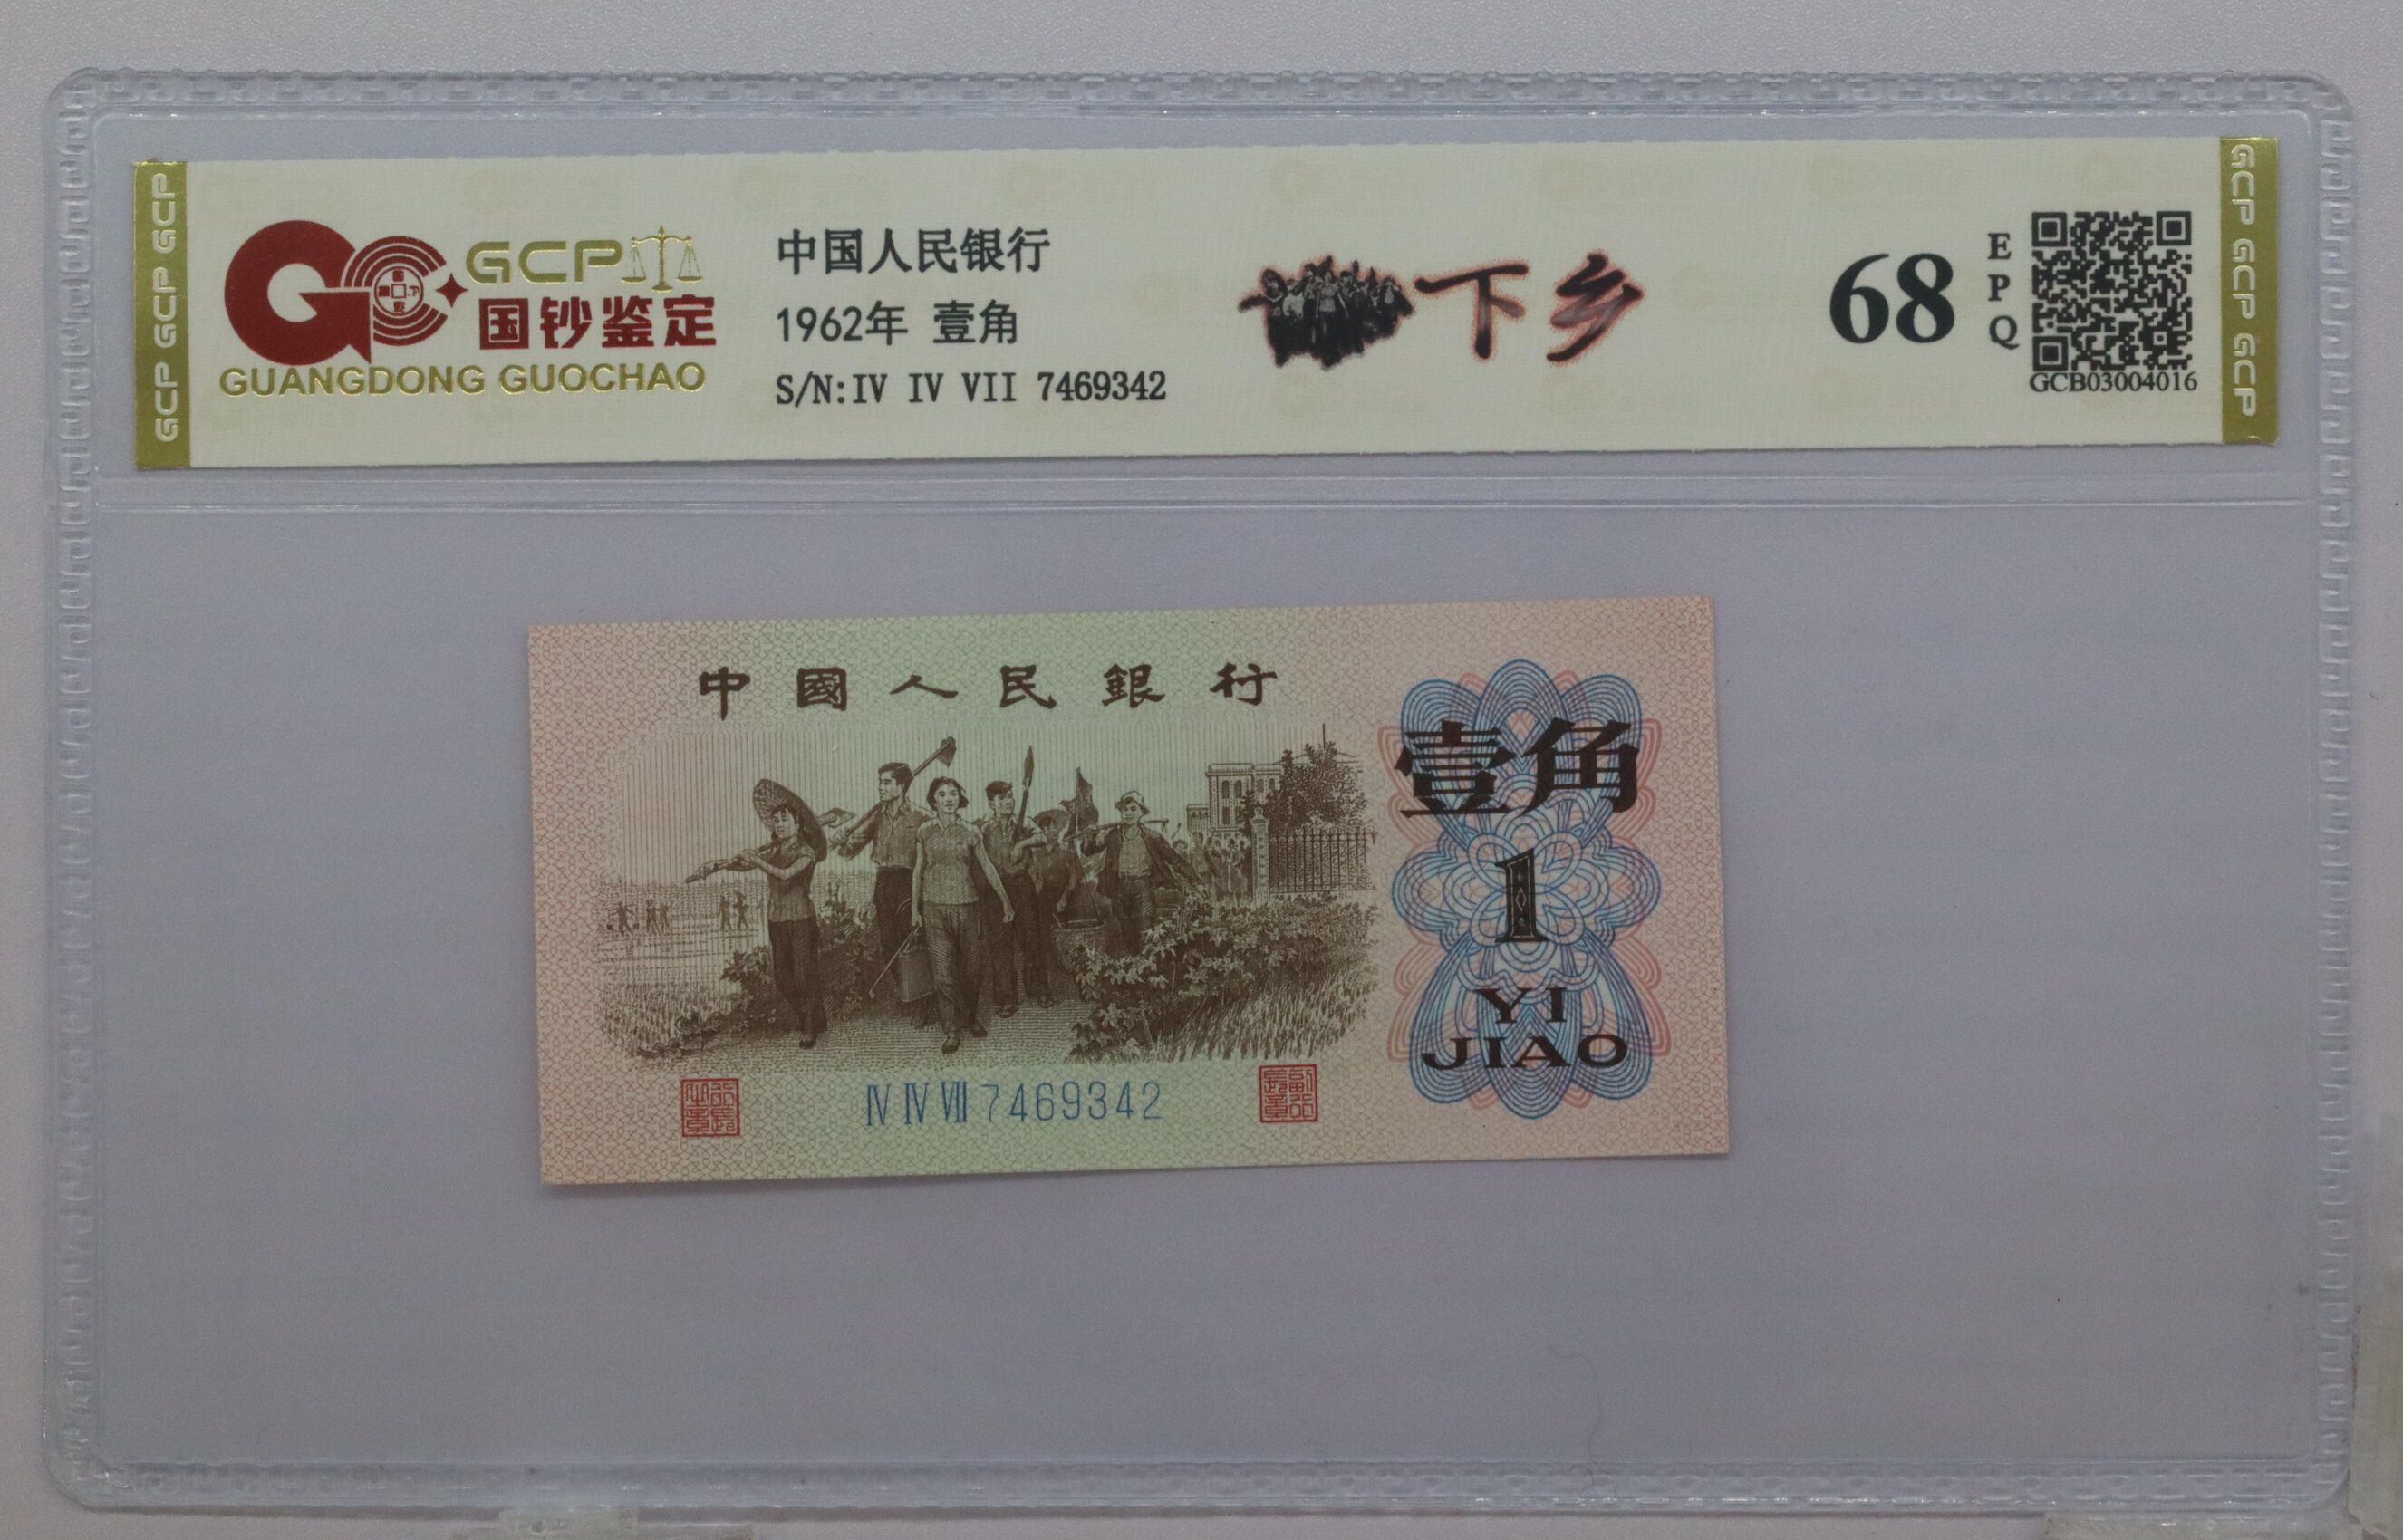 GCP GCP GCP
GCP
国钞鉴定
GUANGDONG GUOCHAO
中国人民银行
1962年 壹角
S/N:IV IV VII 7469342
下乡
68
EPQ
GCB03004016
GCP GCP GCP
中國人民銀行
壹角
1
YI
JIAO
IV IV VII 7469342